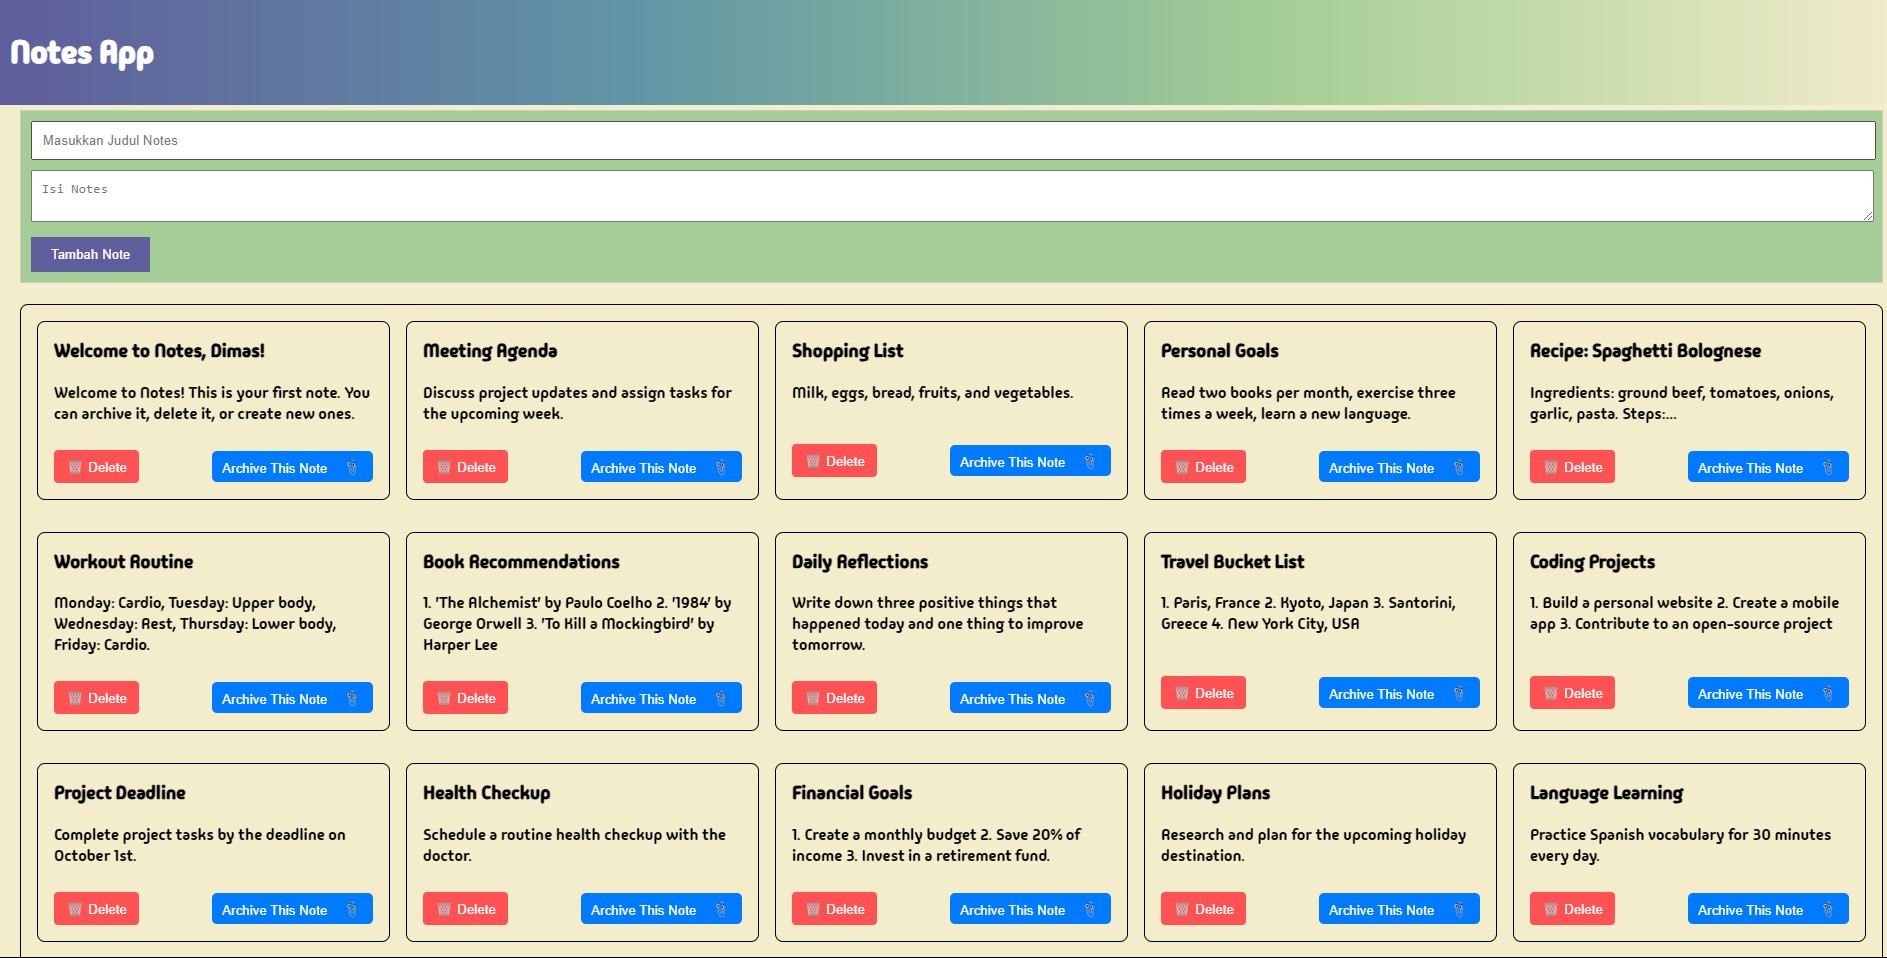 Notes App
Masukkan Judul Notes
Isi Notes
Tambah Note
Welcome to Notes, Dimas!
Welcome to Notes! This is your first note. You
can archive it, delete it, or create new ones.
Delete
Archive This Note
Meeting Agenda
Discuss project updates and assign tasks for
the upcoming week.
Delete
Archive This Note
Shopping List
Milk, eggs, bread, fruits, and vegetables.
Delete
Archive This Note
Personal Goals
Read two books per month, exercise three
times a week, learn a new language.
Delete
Archive This Note
Recipe: Spaghetti Bolognese
Ingredients: ground beef, tomatoes, onions,
garlic, pasta. Steps:...
Delete
Archive This Note
Workout Routine
Monday: Cardio, Tuesday: Upper body,
Wednesday: Rest, Thursday: Lower body,
Friday: Cardio.
Delete
Archive This Note
Book Recommendations
1. 'The Alchemist' by Paulo Coelho 2. '1984' by
George Orwell 3. 'To Kill a Mockingbird' by
Harper Lee
Delete
Archive This Note
Daily Reflections
Write down three positive things that
happened today and one thing to improve
tomorrow.
Delete
Archive This Note
Travel Bucket List
1. Paris, France 2. Kyoto, Japan 3. Santorini,
Greece 4. New York City, USA
Delete
Archive This Note
Coding Projects
1. Build a personal website 2. Create a mobile
app 3. Contribute to an open-source project
Delete
Archive This Note
Project Deadline
Complete project tasks by the deadline on
October 1st.
Delete
Archive This Note
Health Checkup
Schedule a routine health checkup with the
doctor.
Delete
Archive This Note
Financial Goals
1. Create a monthly budget 2. Save 20% of
income 3. Invest in a retirement fund.
Delete
Archive This Note
Holiday Plans
Research and plan for the upcoming holiday
destination.
Delete
Archive This Note
Language Learning
Practice Spanish vocabulary for 30 minutes
every day.
Delete
Archive This Note